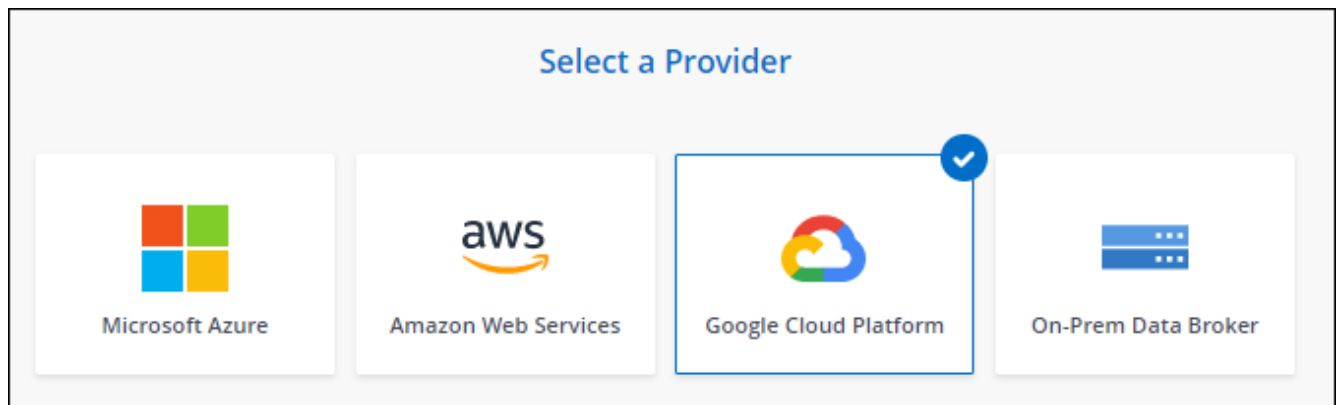 Select a Provider
aws
Microsoft Azure
Amazon Web Services
Google Cloud Platform
On-Prem Data Broker